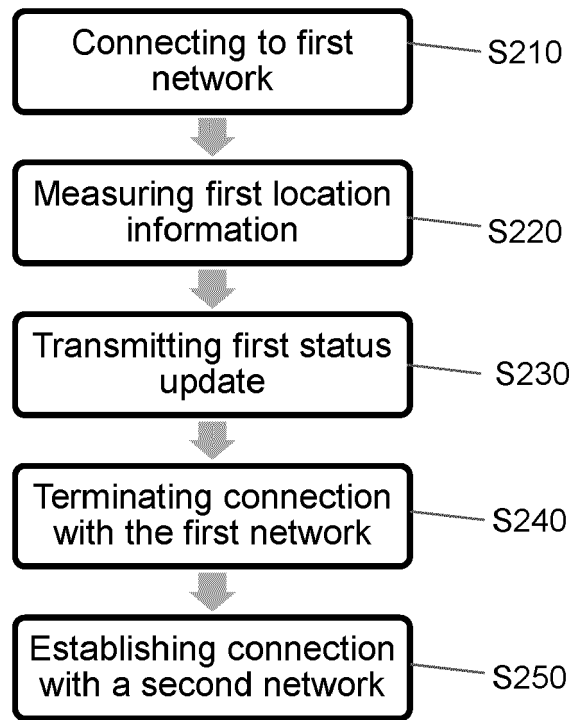 Connecting to first
network
S210
Measuring first location
information
S220
Transmitting first status
update
S230
Terminating connection
with the first network
S240
Establishing connection
with a second network
S250